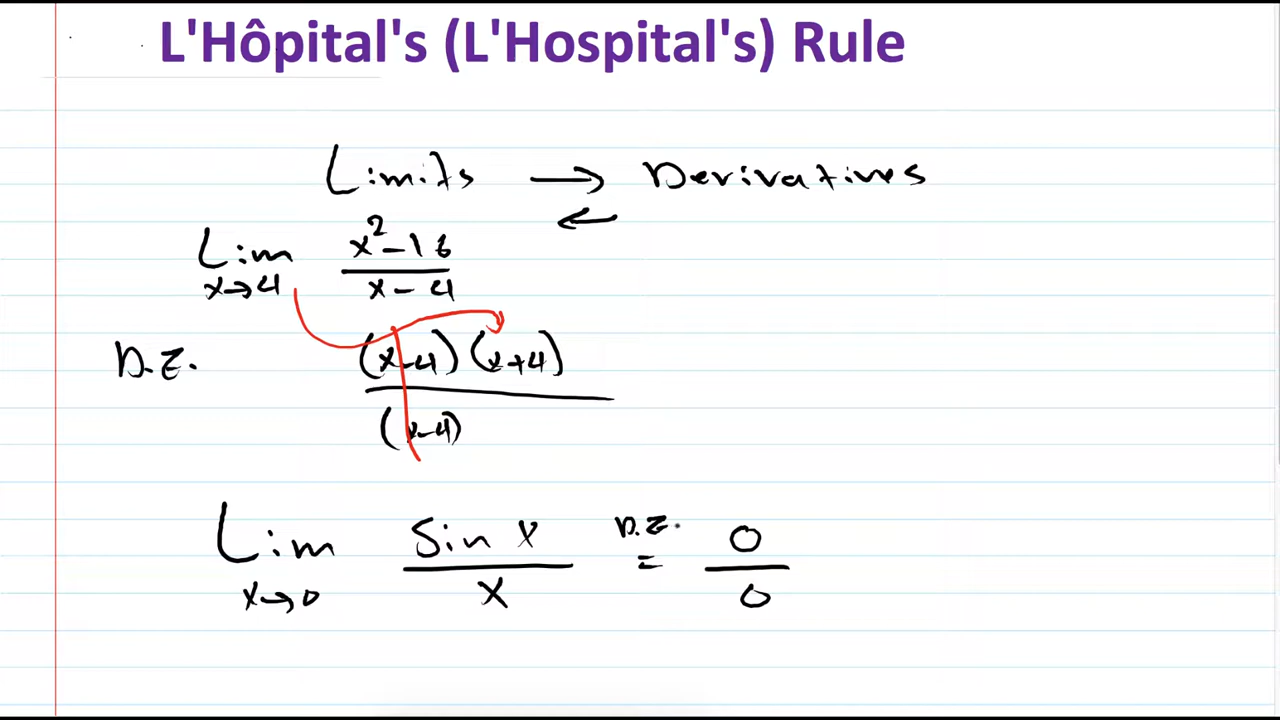 L'Hôpital's (L'Hospital's) Rule
Limits → Derivatives
←
Lim x→4 x²-16 / x-4
D.E. (x-4)(x+4) / (x-4)
Lim x→0 Sin x / x D.E. = 0 / 0